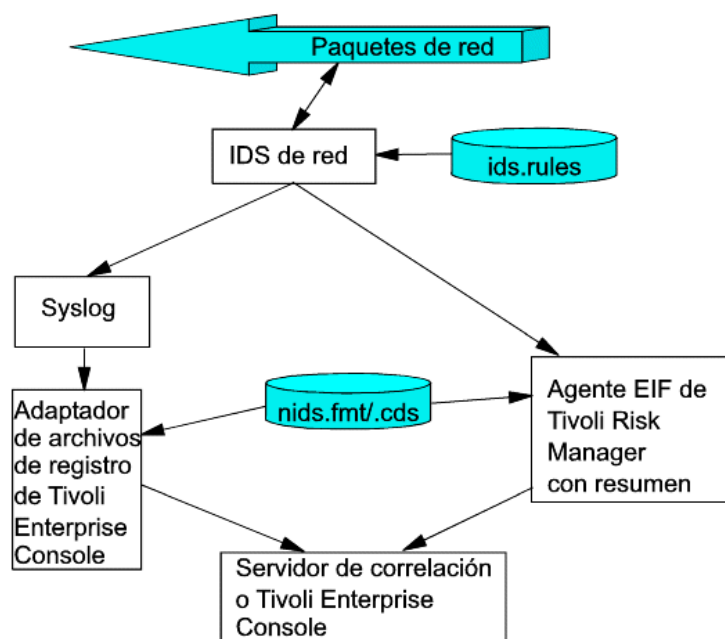 Paquetes de red
IDS de red
ids.rules
Syslog
Adaptador
de archivos
de registro
de Tivoli
Enterprise
Console
nids.fmt/.cds
Agente EIF de
Tivoli Risk
Manager
con resumen
Servidor de correlación
o Tivoli Enterprise
Console